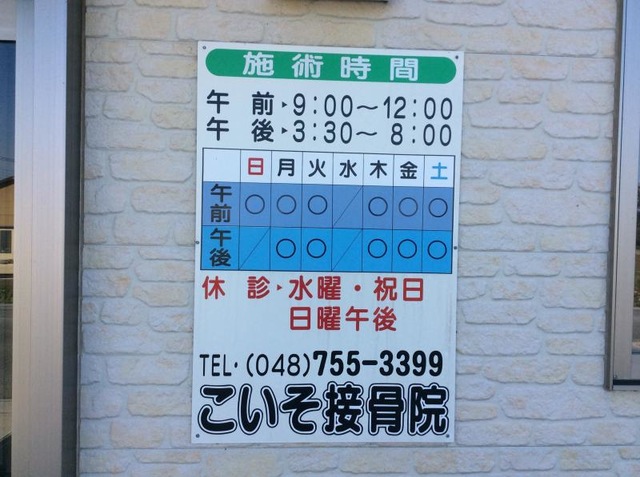 施術時間
午前▸9:00～12:00
午後▸3:30～8:00
日 月 火 水 木 金 土
午前 ○ ○ ○ ／ ○ ○ ○
午後 ／ ○ ○ ／ ○ ○ ○
休診▸水曜・祝日
日曜午後
TEL・(048)755-3399
こいそ接骨院